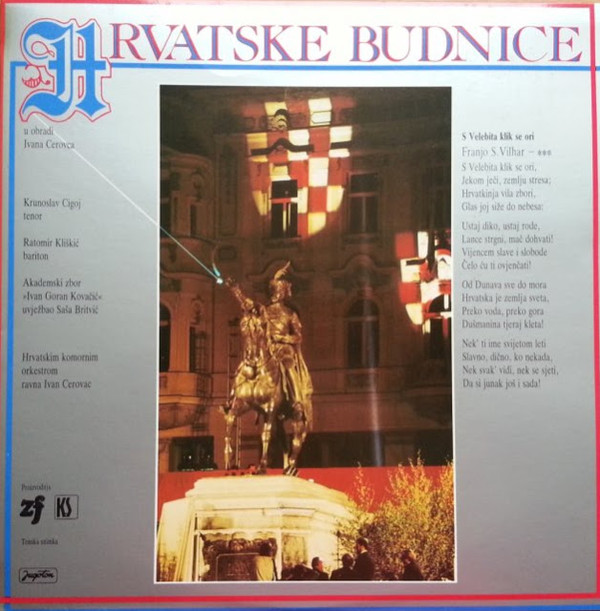 HRVATSKE BUDNICE
u obradi
Ivana Cerovca
Krunoslav Cigoj
tenor
Ratomir Kliškić
bariton
Akademski zbor
»Ivan Goran Kovačić«
uvježbao Saša Britvić
Hrvatskim komornim
orkestrom
ravna Ivan Cerovac
zf KS
Tonska snimka
Jugoton
S Velebita klik se ori
Franjo S. Vilhar – ***
S Velebita klik se ori,
Jekom ječi, zemlju stresa;
Hrvatkinja vila zbori,
Glas joj siže do nebesa:
Ustaj diko, ustaj rode,
Lance strgni, mač dohvati!
Vijencem slave i slobode
Čelo ću ti ovjenčati!
Od Dunava sve do mora
Hrvatska je zemlja sveta,
Preko voda, preko gora
Dušmanina tjeraj kleta!
Nek' ti ime svijetom leti
Slavno, dično, ko nekada,
Nek svak' vidi, nek se sjeti,
Da si junak još i sada!